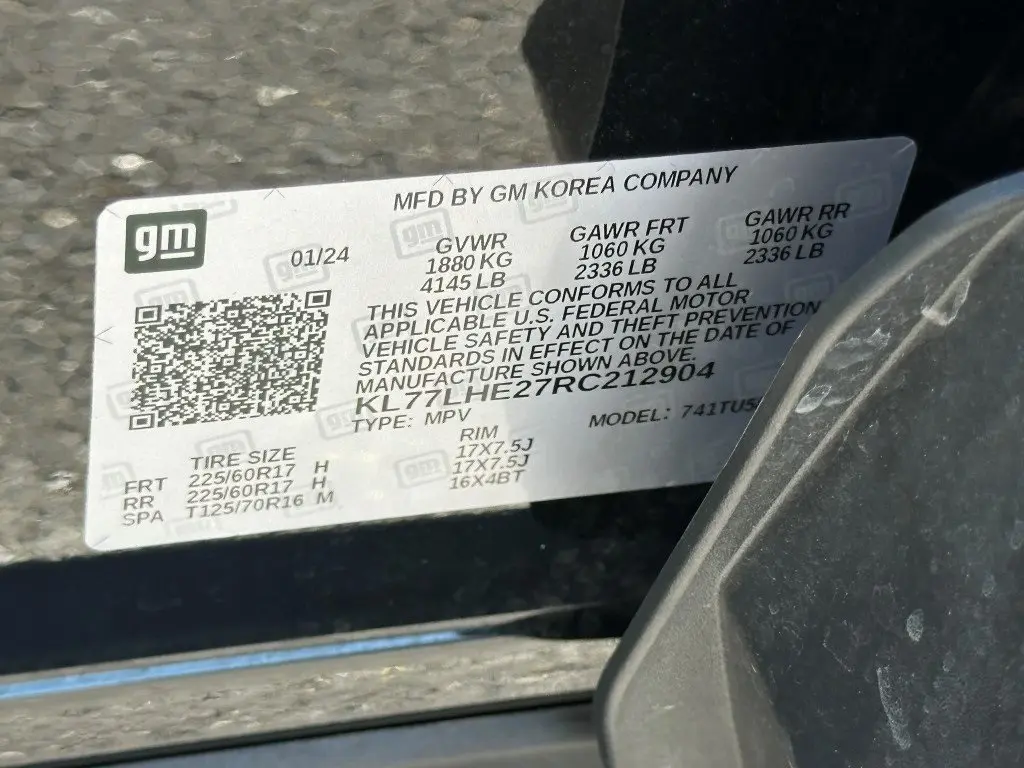 gm
MFD BY GM KOREA COMPANY
01/24
GVWR GAWR FRT GAWR RR
1880 KG 1060 KG 1060 KG
4145 LB 2336 LB 2336 LB
THIS VEHICLE CONFORMS TO ALL
APPLICABLE U.S. FEDERAL MOTOR
VEHICLE SAFETY AND THEFT PREVENTION
STANDARDS IN EFFECT ON THE DATE OF
MANUFACTURE SHOWN ABOVE.
KL77LHE27RC212904
TYPE: MPV MODEL:
TIRE SIZE RIM
FRT 225/60R17 H 17X7.5J
RR 225/60R17 H 17X7.5J
SPA T125/70R16 M 16X4BT